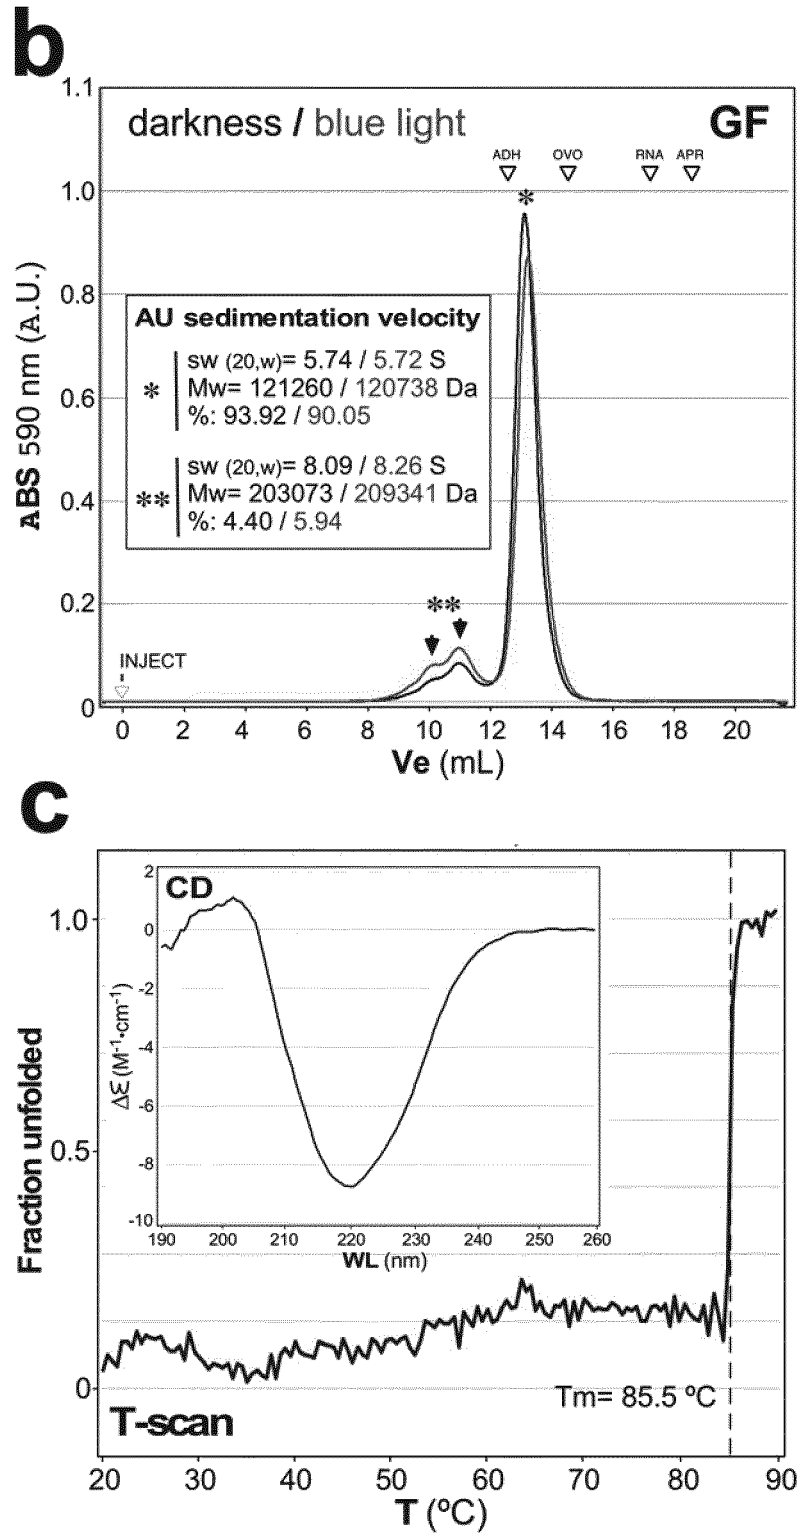 b
darkness / blue light
GF
ADH OVO RNA APR
*
AU sedimentation velocity
*
sw (20,w)= 5.74 / 5.72 S
Mw= 121260 / 120738 Da
%: 93.92 / 90.05
**
sw (20,w)= 8.09 / 8.26 S
Mw= 203073 / 209341 Da
%: 4.40 / 5.94
**
INJECT
ABS 590 nm (A.U.)
1.1
1.0
0.8
0.6
0.4
0.2
0
0 2 4 6 8 10 12 14 16 18 20
Ve (mL)
c
CD
2
0
-2
-4
-6
-8
-10
Δε (M-1•cm-1)
190 200 210 220 230 240 250 260
WL (nm)
Fraction unfolded
1.0
0.5
0
Tm= 85.5 ºC
T-scan
20 30 40 50 60 70 80 90
T (ºC)